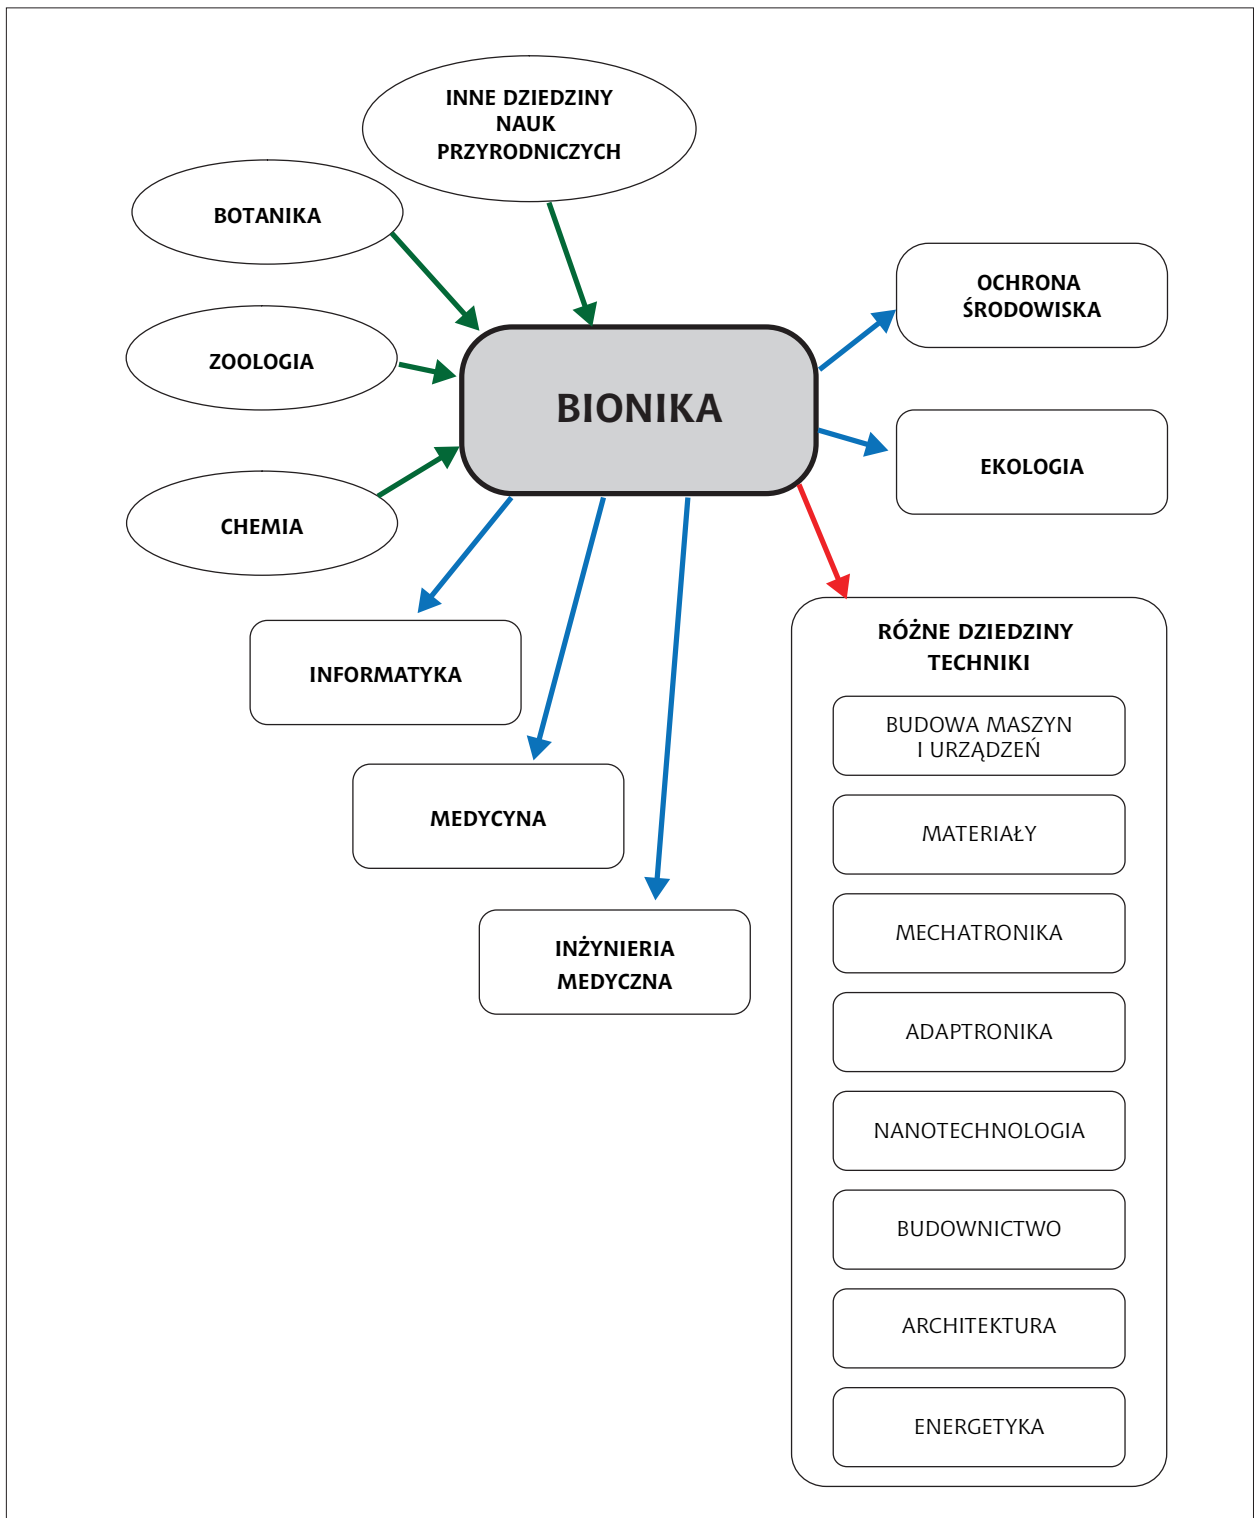 INNE DZIEDZINY
NAUK
PRZYRODNICZYCH
BOTANIKA
ZOOLOGIA
CHEMIA
BIONIKA
OCHRONA
ŚRODOWISKA
EKOLOGIA
INFORMATYKA
MEDYCYNA
INŻYNIERIA
MEDYCZNA
RÓŻNE DZIEDZINY
TECHNIKI
BUDOWA MASZYN
I URZĄDZEŃ
MATERIAŁY
MECHATRONIKA
ADAPTRONIKA
NANOTECHNOLOGIA
BUDOWNICTWO
ARCHITEKTURA
ENERGETYKA